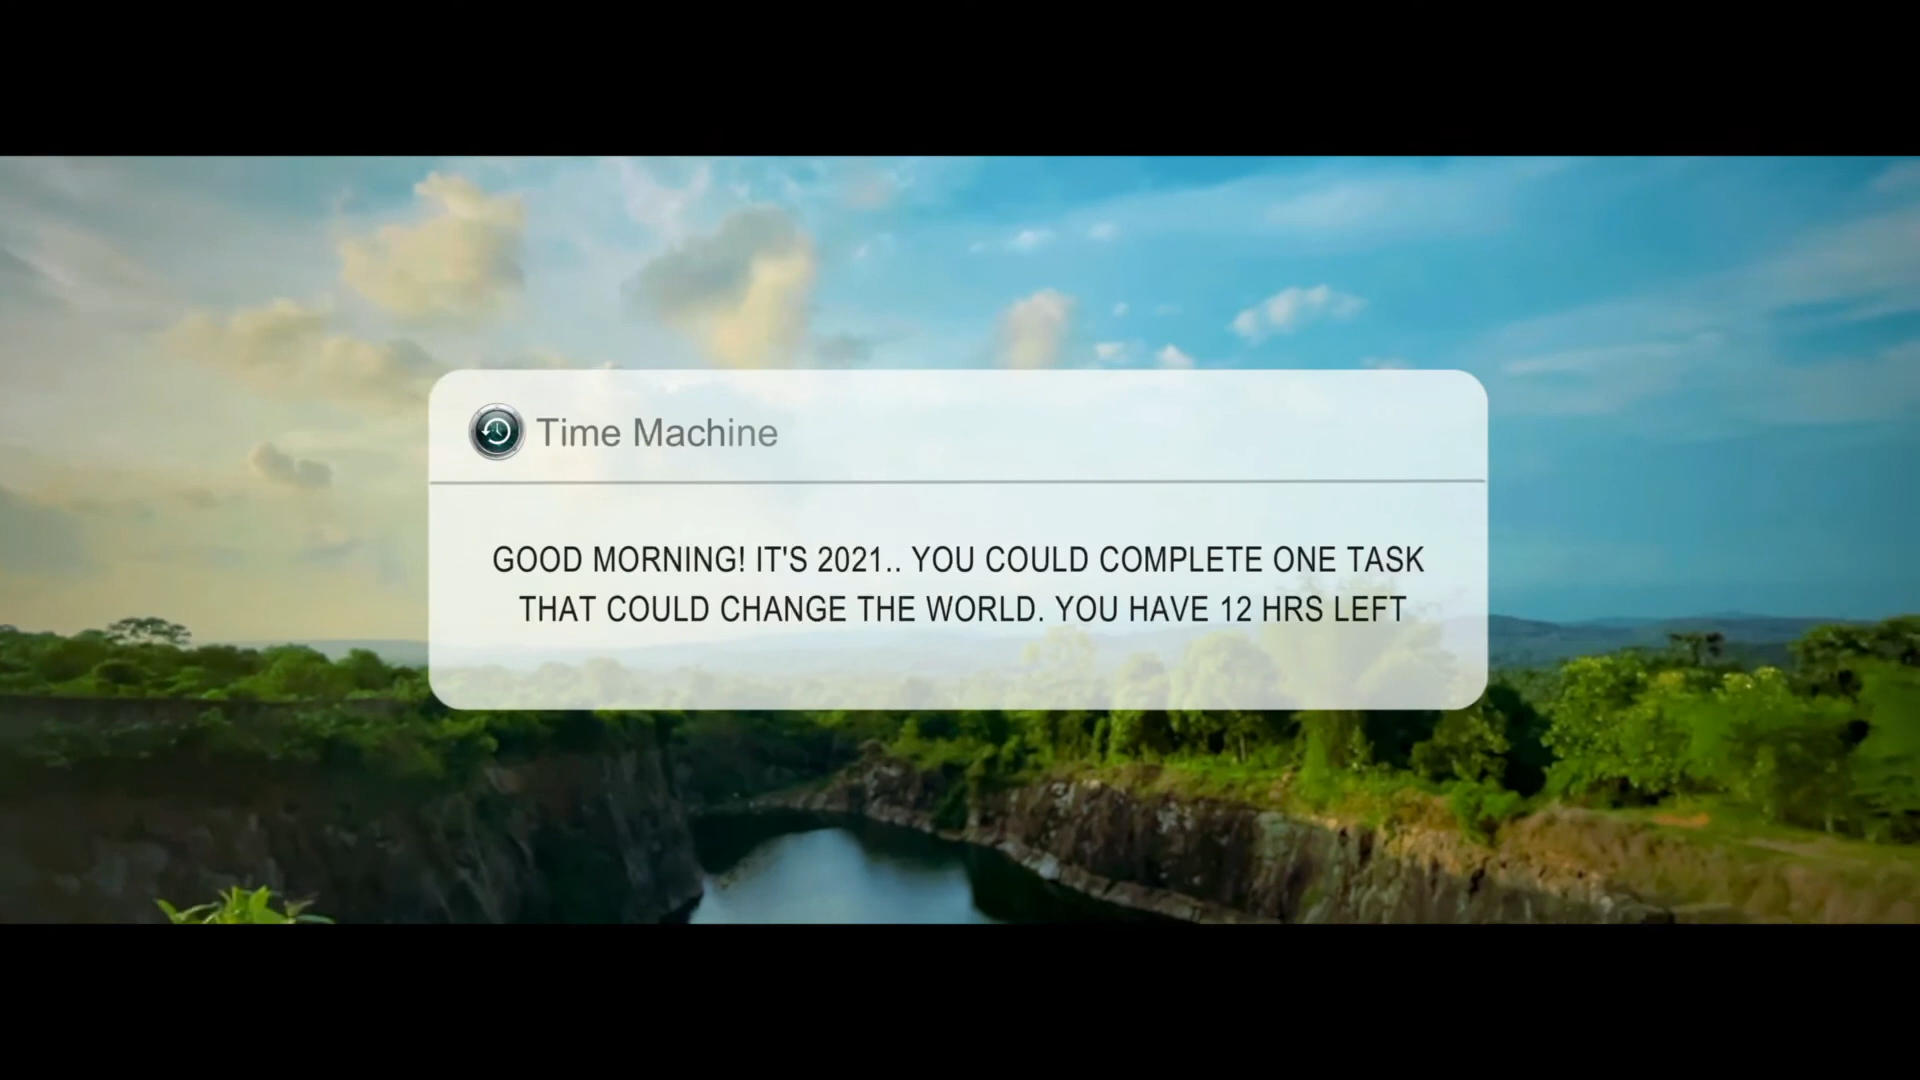 Time Machine
GOOD MORNING! IT'S 2021.. YOU COULD COMPLETE ONE TASK
THAT COULD CHANGE THE WORLD. YOU HAVE 12 HRS LEFT